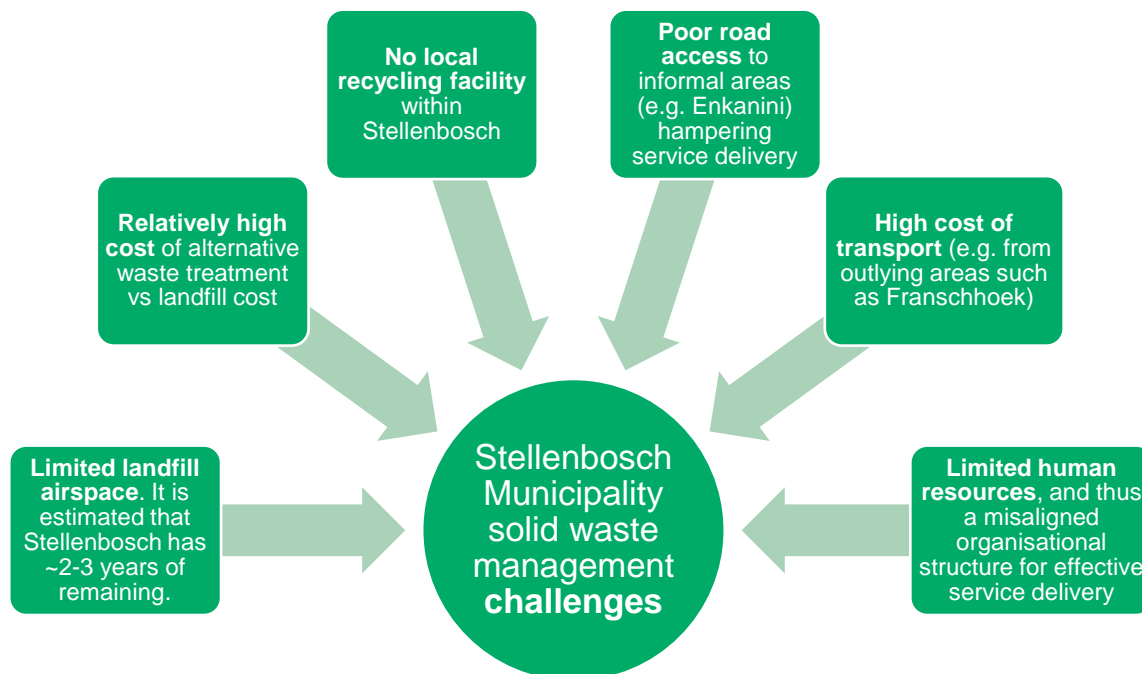 No local
recycling facility
within
Stellenbosch
Poor road
access to
informal areas
(e.g. Enkanini)
hampering
service delivery
Relatively high
cost of alternative
waste treatment
vs landfill cost
High cost of
transport (e.g. from
outlying areas such
as Franschhoek)
Limited landfill
airspace. It is
estimated that
Stellenbosch has
~2-3 years of
remaining.
Stellenbosch
Municipality
solid waste
management
challenges
Limited human
resources, and thus
a misaligned
organisational
structure for effective
service delivery